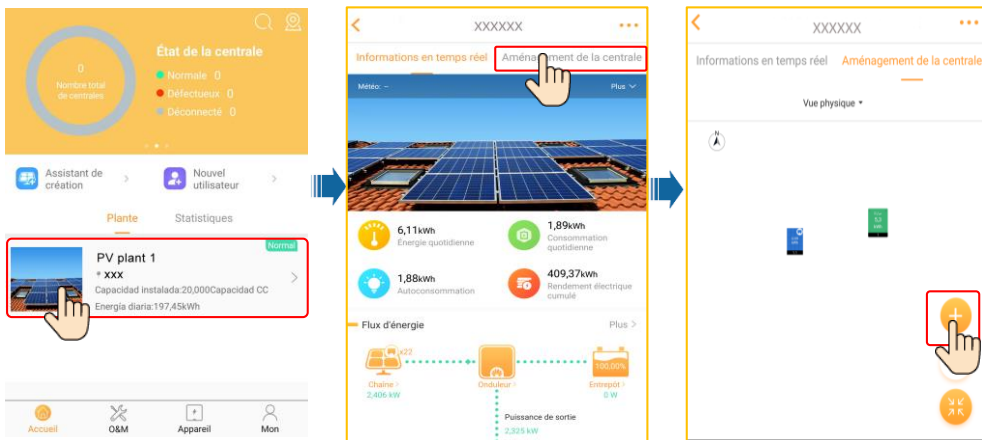 0
Nombre total
de centrales
État de la centrale
Normale 0
Défectueux 0
Déconnecté 0
Assistant de
création
Nouvel
utilisateur
Plante
Statistiques
Normal
PV plant 1
* xxx
Capacidad instalada:20,000Capacidad CC
Energía diaria:197,45kWh
Accueil
O&M
Appareil
Mon
XXXXXX
Informations en temps réel
Aménagement de la centrale
Météo: -
Plus
6,11kWh
Énergie quotidienne
1,89kWh
Consommation
quotidienne
1,88kWh
Autoconsommation
409,37kWh
Rendement électrique
cumulé
Flux d'énergie
Plus >
x22
100,00%
Chaîne >
2,406 kW
Onduleur >
Entrepôt >
0 W
Puissance de sortie
2,325 kW
XXXXXX
Informations en temps réel
Aménagement de la centrale
Vue physique
N